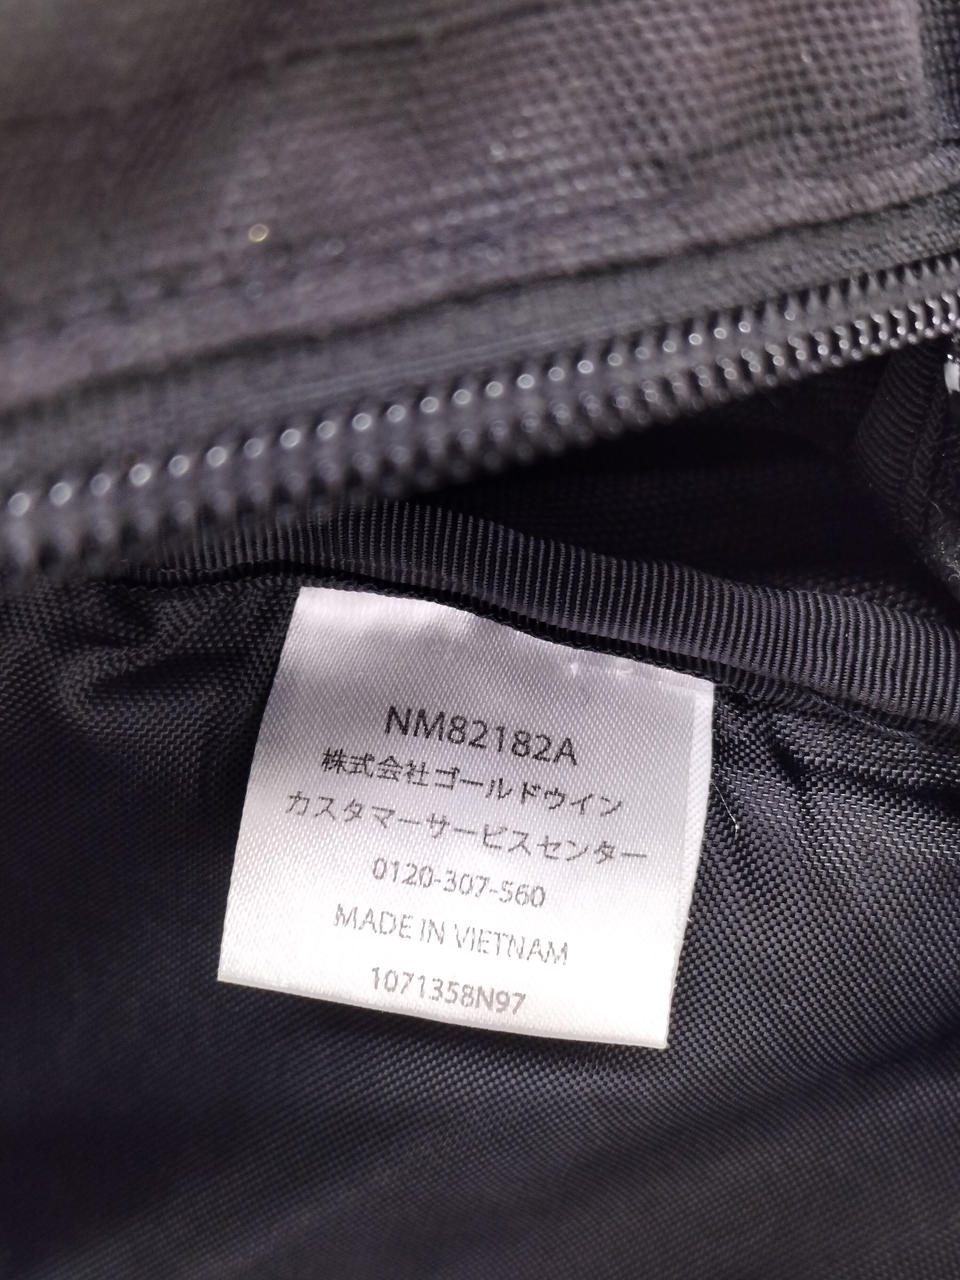 NM82182A
株式会社ゴールドウイン
カスタマーサービスセンター
0120-307-560
MADE IN VIETNAM
1071358N97